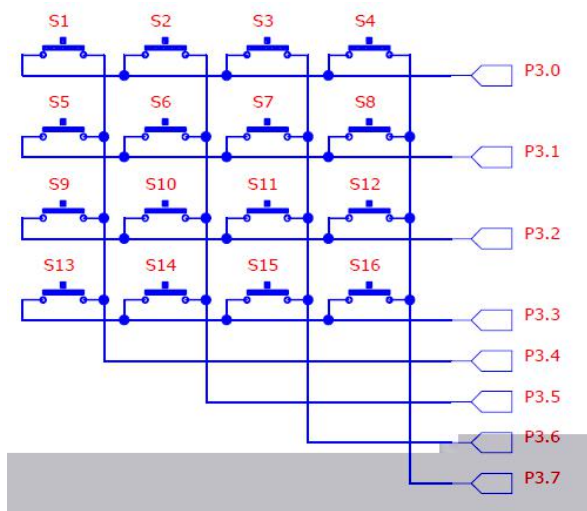 S1 S2 S3 S4
P3.0
S5 S6 S7 S8
P3.1
S9 S10 S11 S12
P3.2
S13 S14 S15 S16
P3.3
P3.4
P3.5
P3.6
P3.7